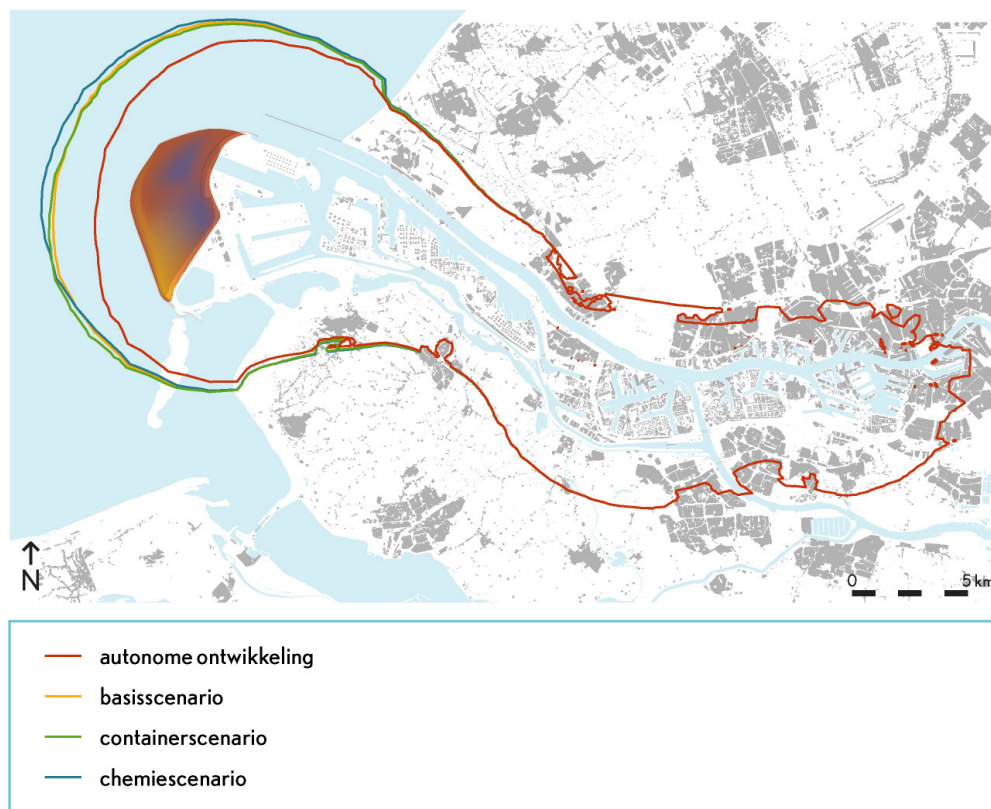 N
0 5 km
autonome ontwikkeling
basisscenario
containerscenario
chemiescenario